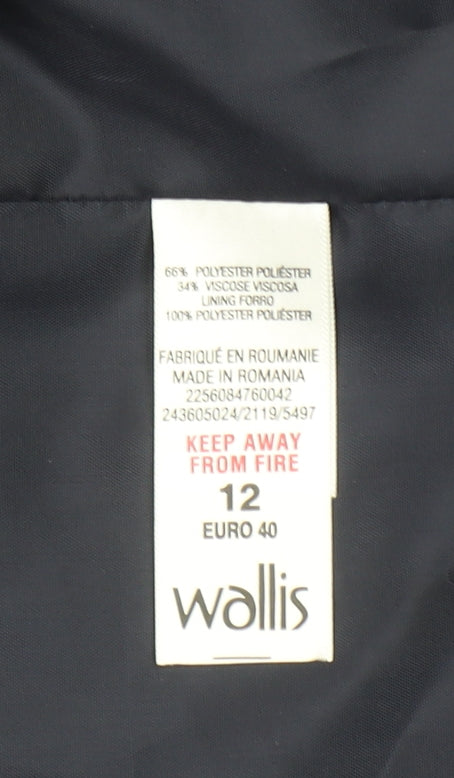 66% POLYESTER POLIÉSTER
34% VISCOSE VISCOSA
LINING FORRO
100% POLYESTER POLIÉSTER
FABRIQUÉ EN ROUMANIE
MADE IN ROMANIA
2256084760042
243605024/2119/5497
KEEP AWAY
FROM FIRE
12
EURO 40
wallis